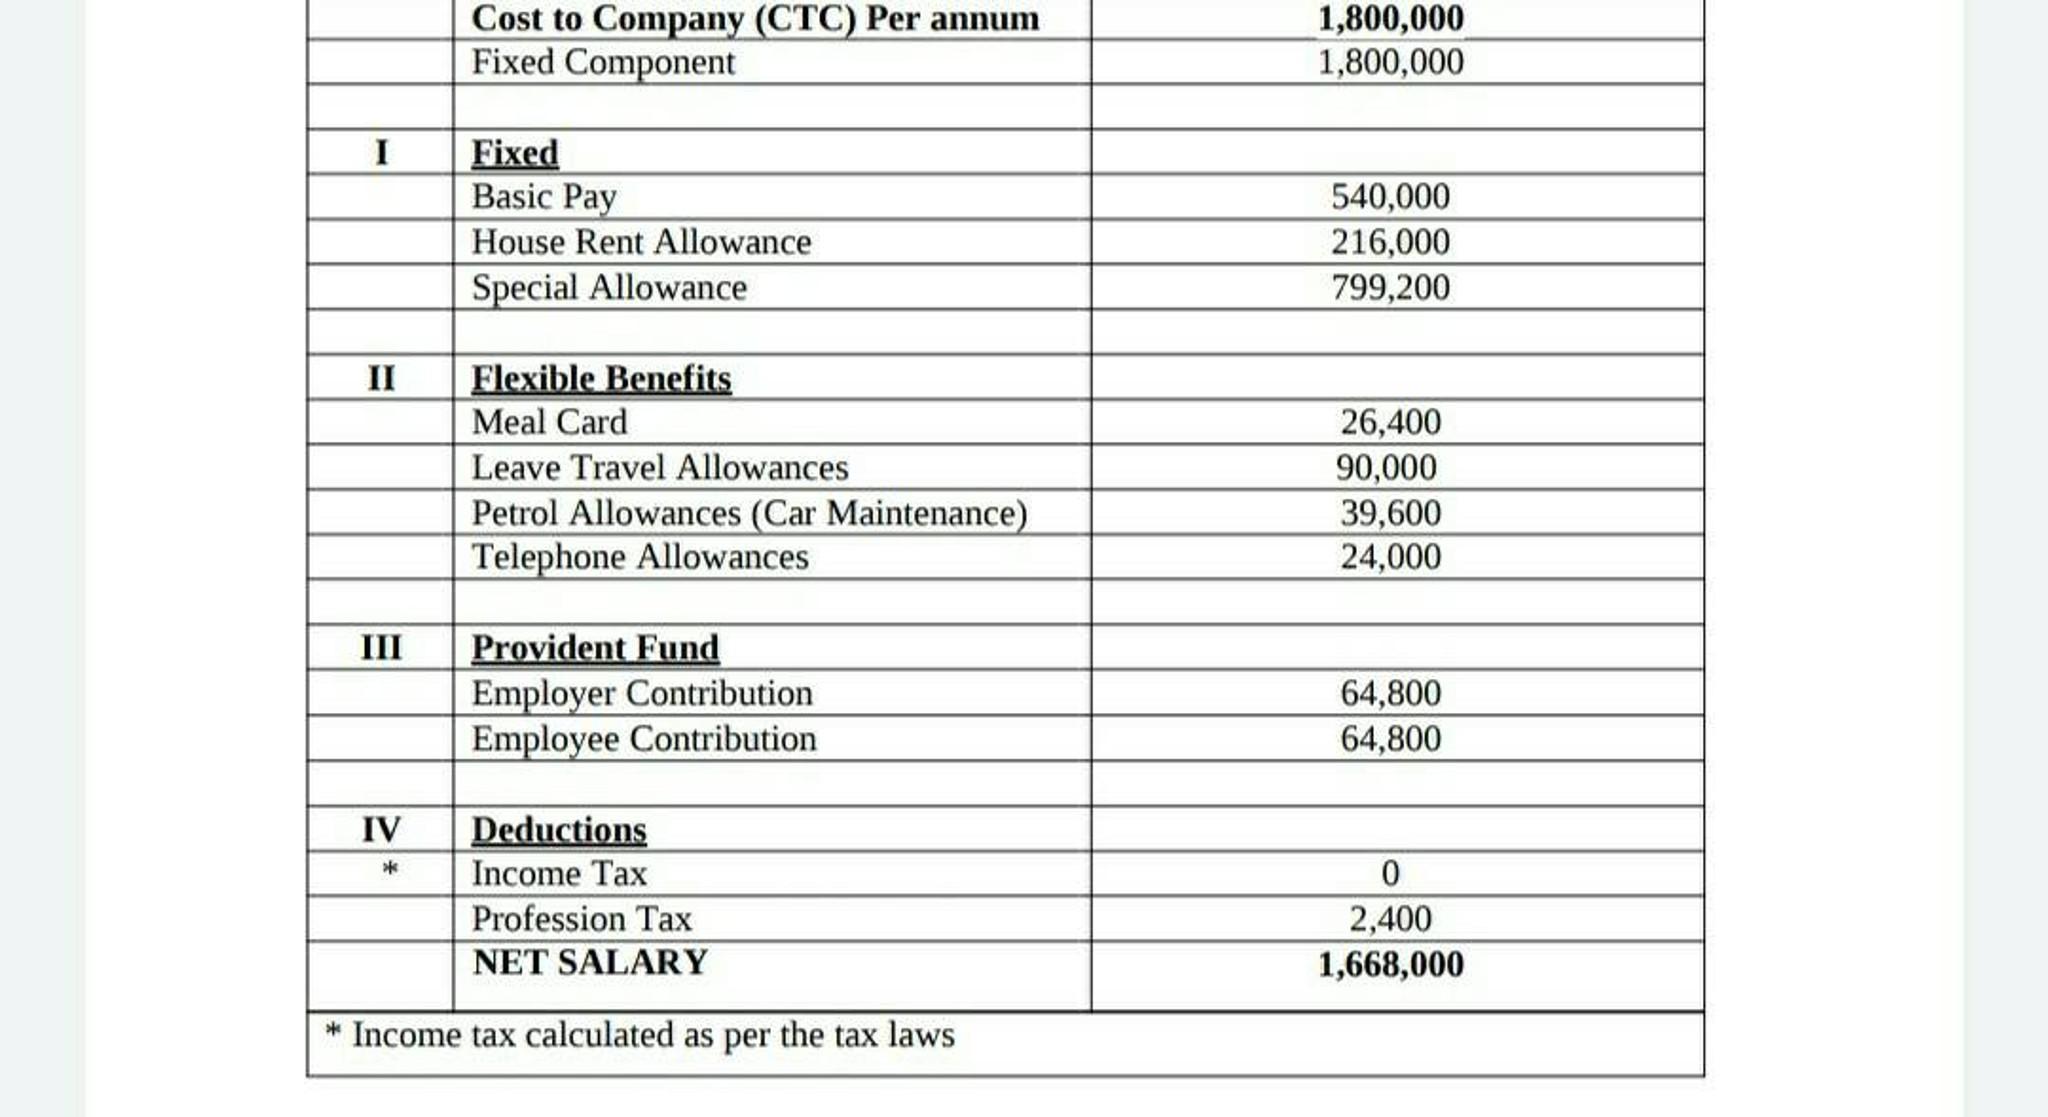 Cost to Company (CTC) Per annum 1,800,000
Fixed Component 1,800,000
I Fixed
Basic Pay 540,000
House Rent Allowance 216,000
Special Allowance 799,200
II Flexible Benefits
Meal Card 26,400
Leave Travel Allowances 90,000
Petrol Allowances (Car Maintenance) 39,600
Telephone Allowances 24,000
III Provident Fund
Employer Contribution 64,800
Employee Contribution 64,800
IV Deductions
* Income Tax 0
Profession Tax 2,400
NET SALARY 1,668,000
* Income tax calculated as per the tax laws